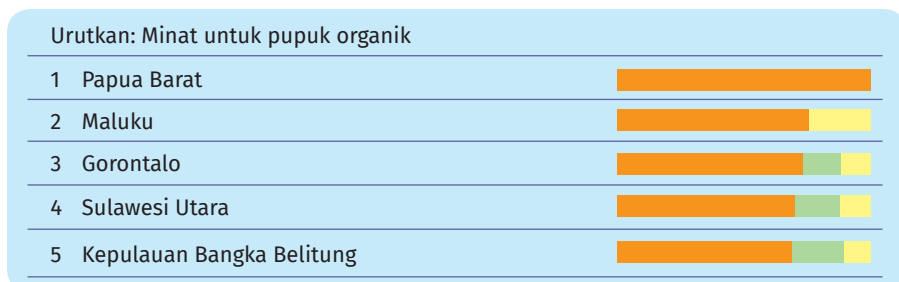 Urutkan: Minat untuk pupuk organik
1 Papua Barat
2 Maluku
3 Gorontalo
4 Sulawesi Utara
5 Kepulauan Bangka Belitung